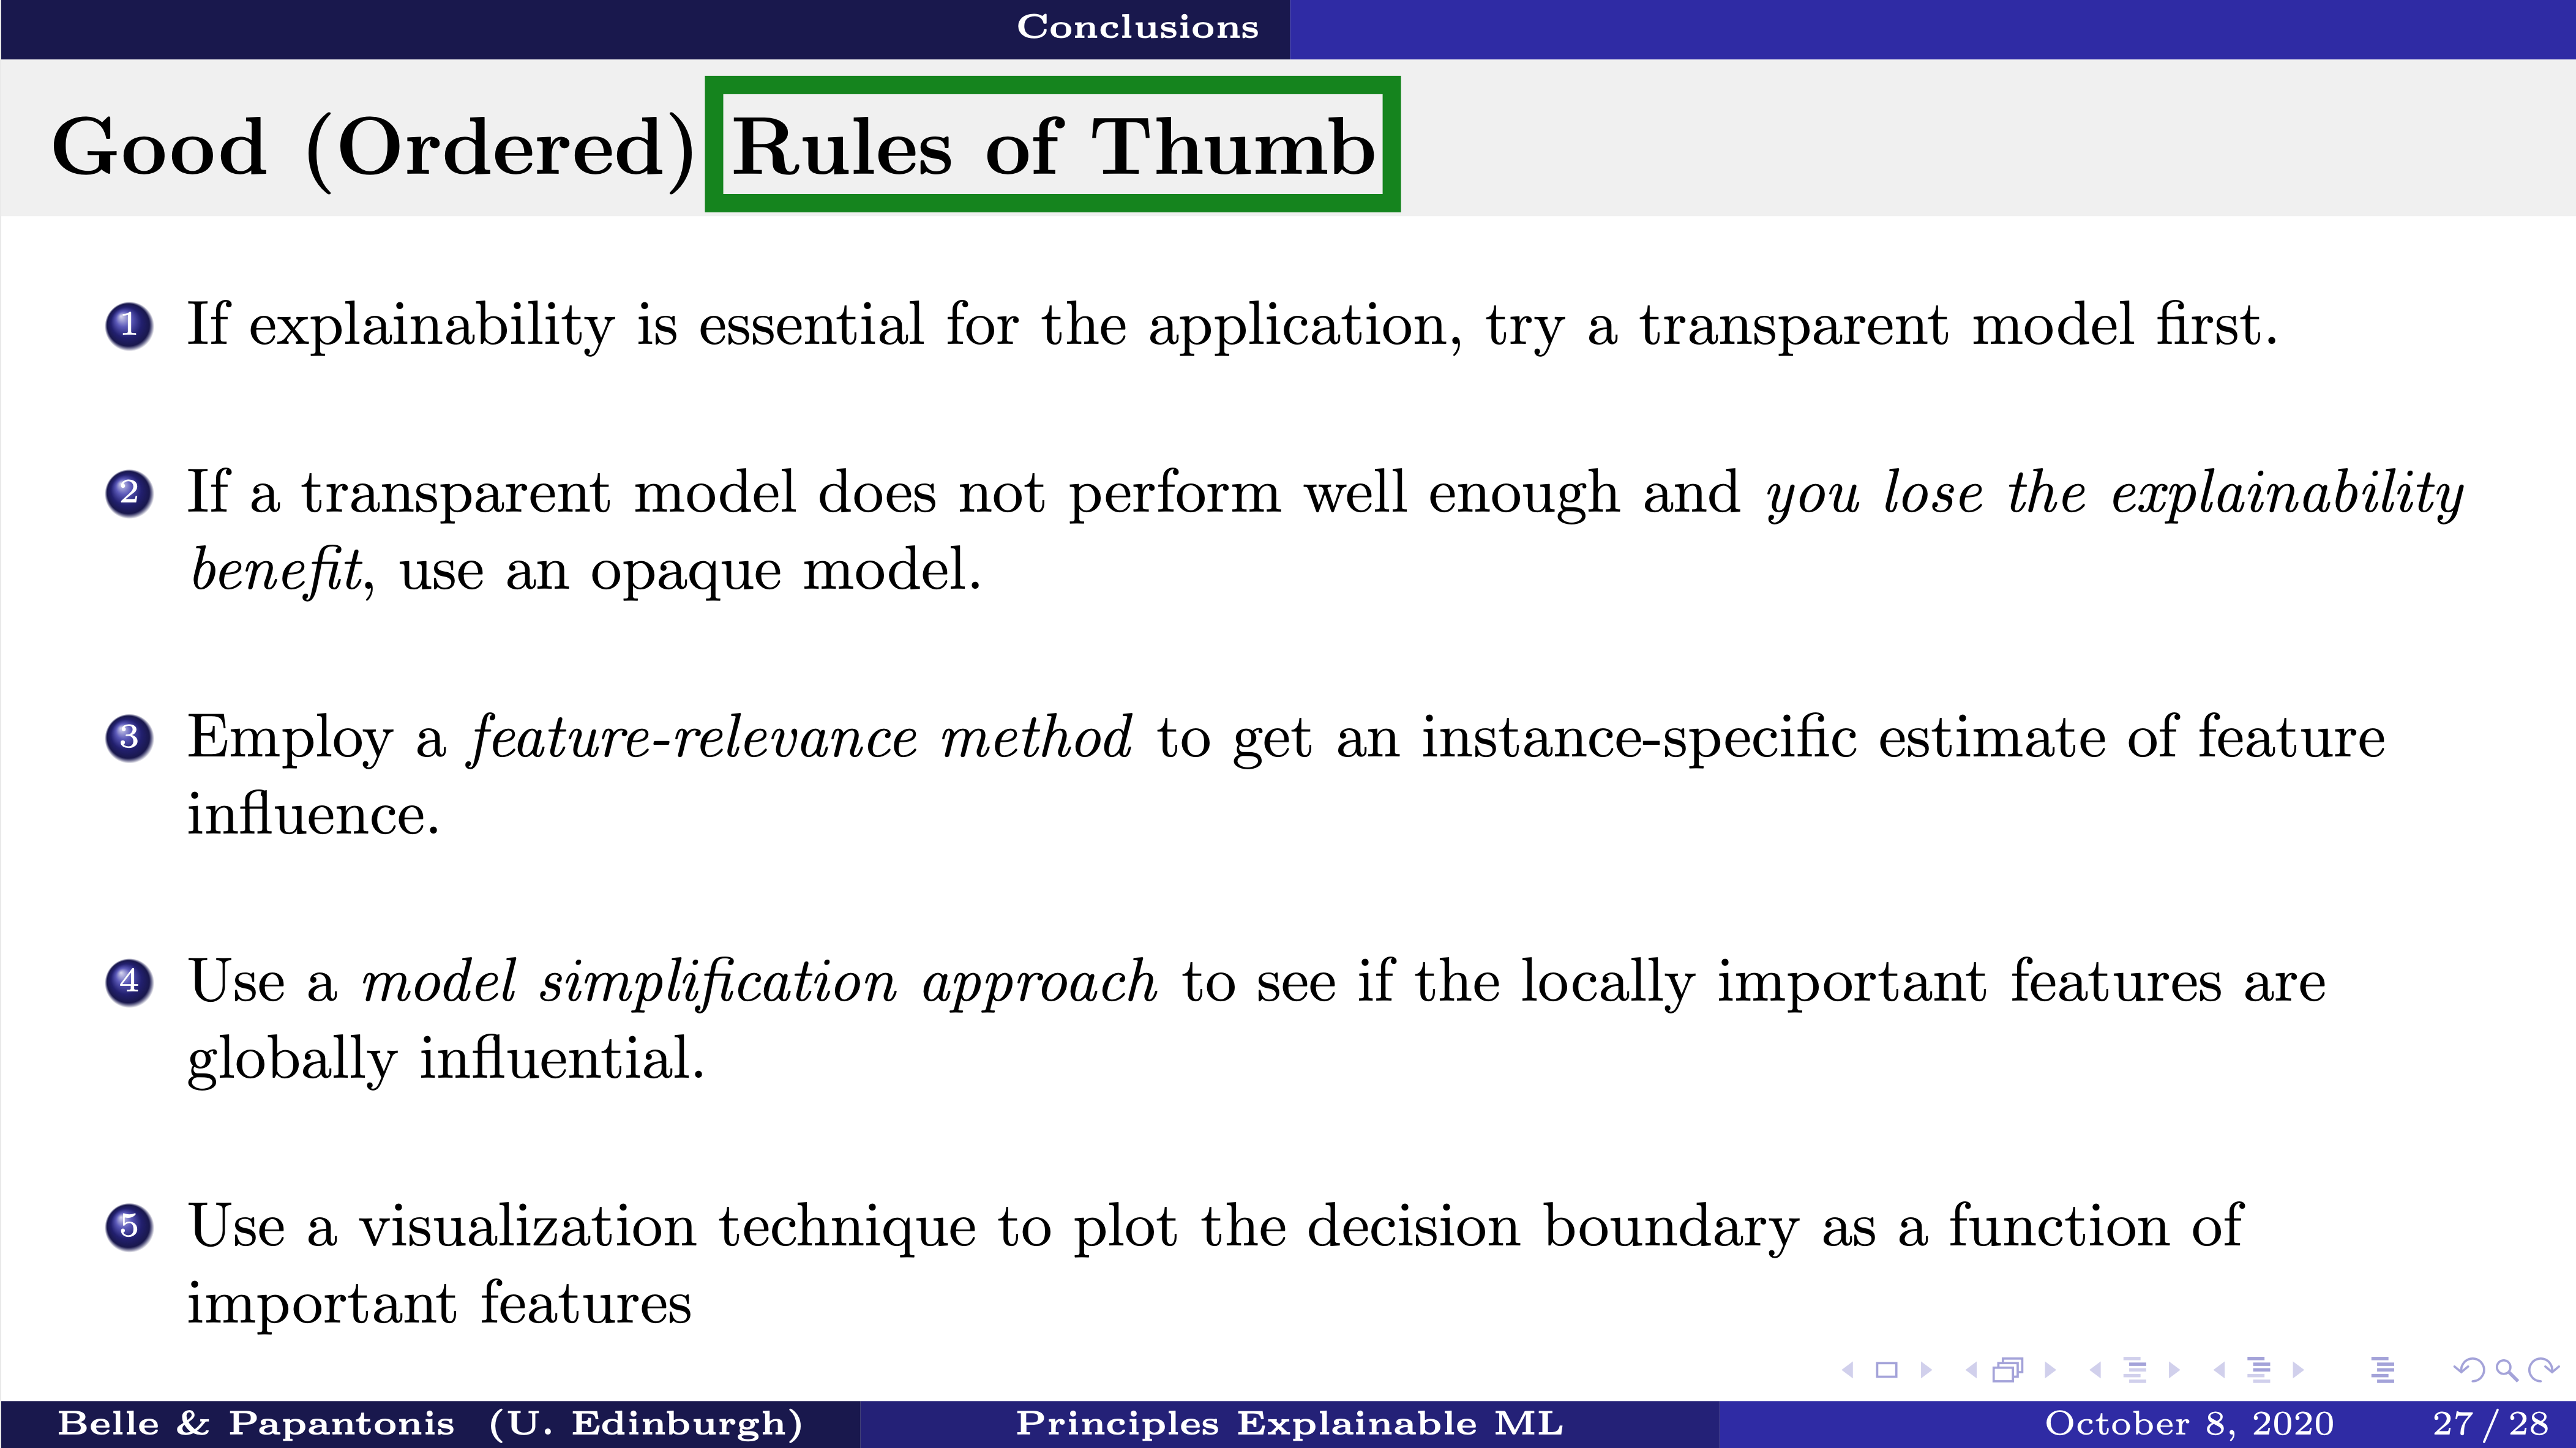 Conclusions
Good (Ordered) Rules of Thumb
1 If explainability is essential for the application, try a transparent model first.
2 If a transparent model does not perform well enough and you lose the explainability
benefit, use an opaque model.
3 Employ a feature-relevance method to get an instance-specific estimate of feature
influence.
4 Use a model simplification approach to see if the locally important features are
globally influential.
5 Use a visualization technique to plot the decision boundary as a function of
important features
Belle & Papantonis (U. Edinburgh) Principles Explainable ML October 8, 2020 27 / 28